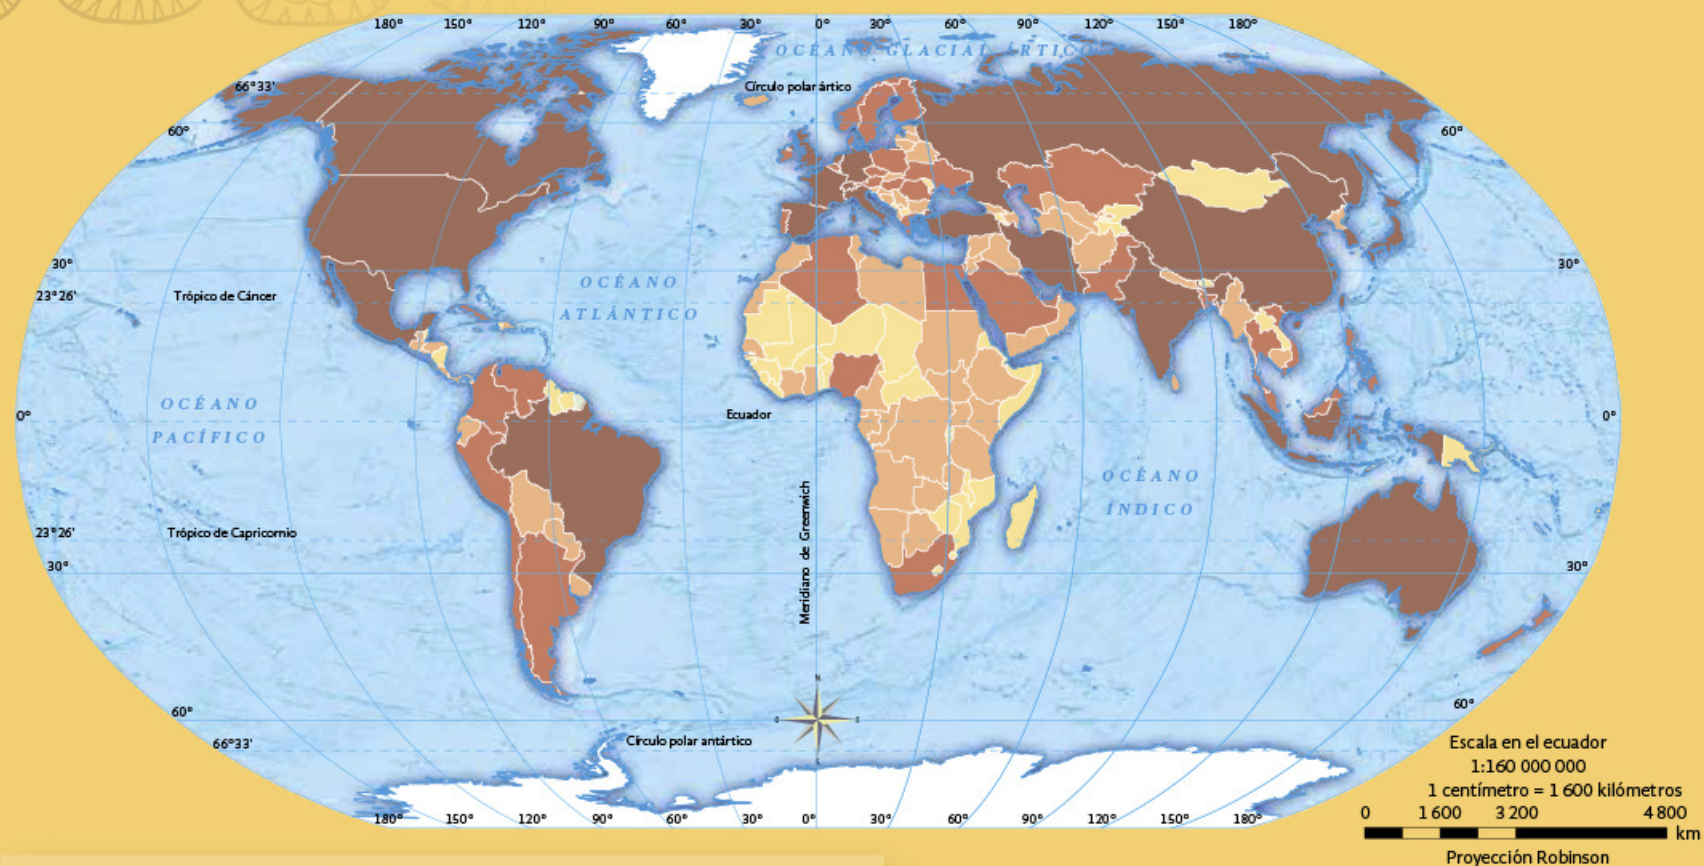 180° 150° 120° 90° 60° 30° 0° 30° 60° 90° 120° 150° 180°
OCÉANO GLACIAL ÁRTICO
66°33'
Círculo polar ártico
60° 60°
30° 30°
OCÉANO
ATLÁNTICO
23°26'
Trópico de Cáncer
OCÉANO
PACÍFICO
0° 0°
Ecuador
OCÉANO
ÍNDICO
Meridiano de Greenwich
23°26'
Trópico de Capricornio
30° 30°
N
60° 60°
66°33'
Círculo polar antártico
180° 150° 120° 90° 60° 30° 0° 30° 60° 90° 120° 150° 180°
Escala en el ecuador
1:160 000 000
1 centímetro = 1 600 kilómetros
0 1 600 3 200 4 800
km
Proyección Robinson